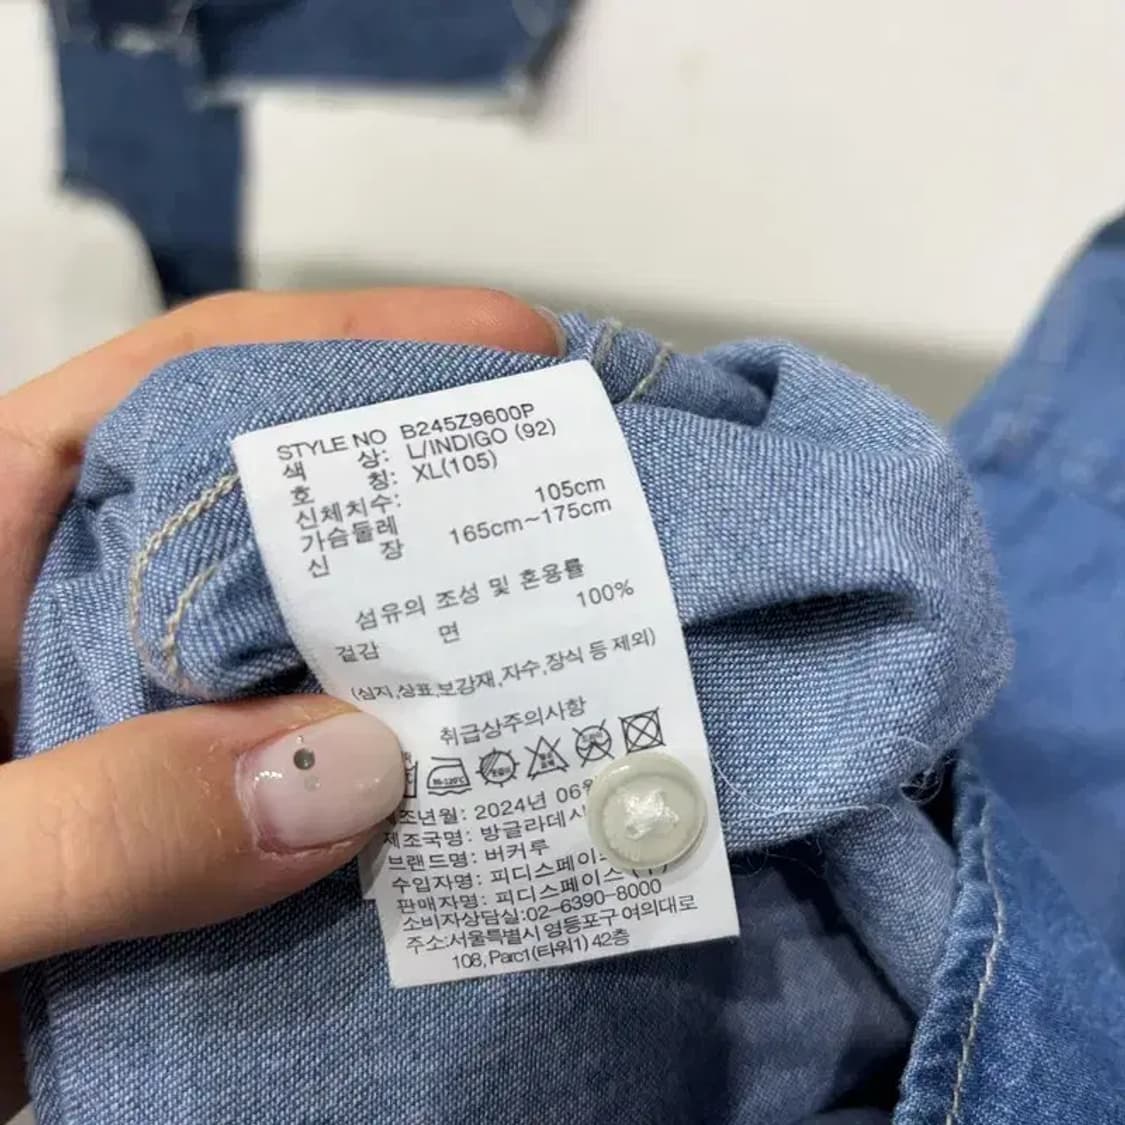 STYLE NO B245Z9600P
색 상: L/INDIGO (92)
호 칭: XL(105)
신체치수:
가슴둘레 105cm
신 장 165cm~175cm
섬유의 조성 및 혼용률
겉감 면 100%
(심지,상표,보강재,자수,장식 등 제외)
취급상주의사항
조년월: 2024년 06
제조국명: 방글라데시
브랜드명: 버커루
수입자명: 피디스페이스
판매자명: 피디스페이스
소비자상담실:02-6390-8000
주소:서울특별시 영등포구 여의대로
108, Parc1(타워1) 42층